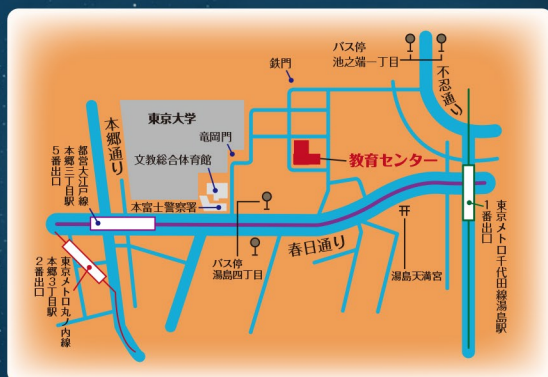 バス停
池之端一丁目
不忍通り
鉄門
東京大学
竜岡門
本郷通り
文教総合体育館
教育センター
都営大江戸線
本郷三丁目駅
5番出口
本富士警察署
春日通り
バス停
湯島四丁目
湯島天満宮
東京メトロ千代田線湯島駅
1番出口
東京メトロ丸ノ内線
本郷3丁目駅
2番出口